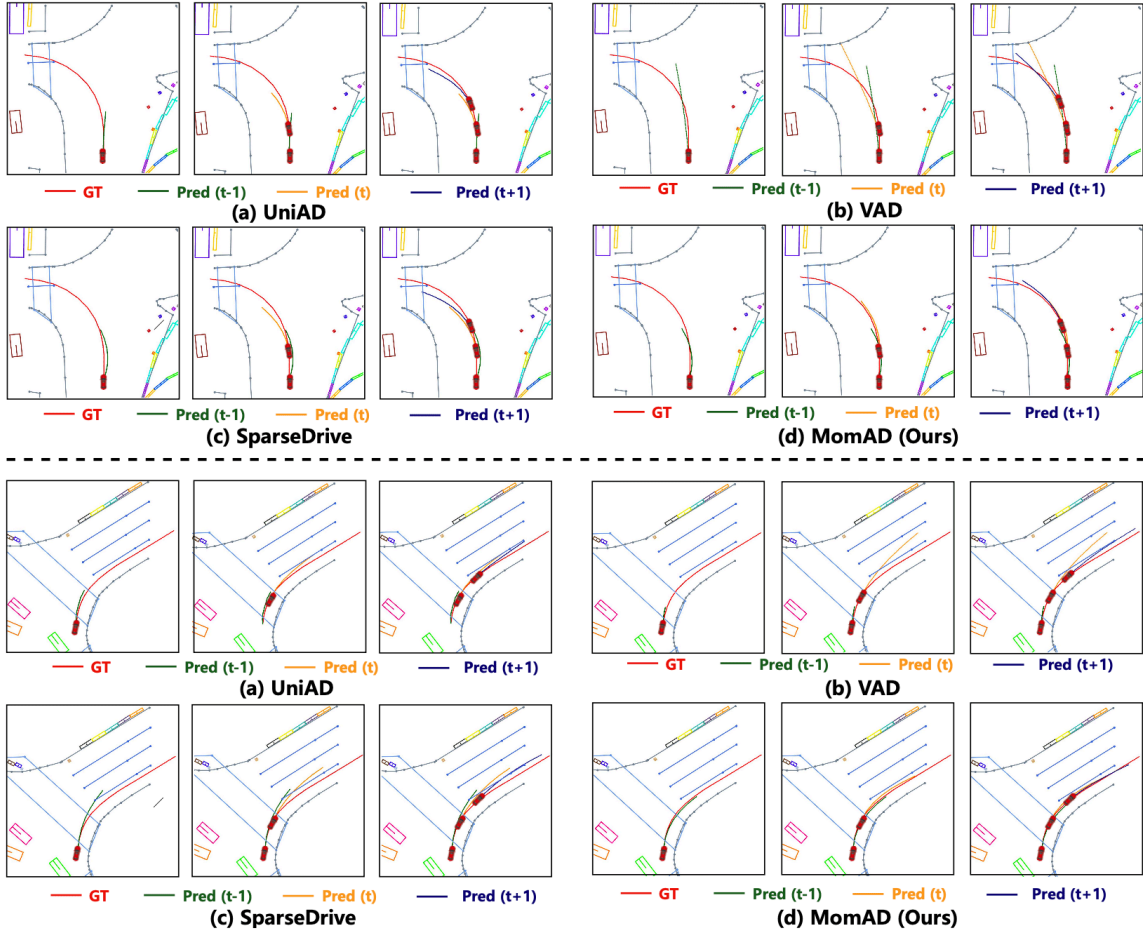 GT Pred (t-1) Pred (t) Pred (t+1)
(a) UniAD
GT Pred (t-1) Pred (t) Pred (t+1)
(b) VAD
GT Pred (t-1) Pred (t) Pred (t+1)
(c) SparseDrive
GT Pred (t-1) Pred (t) Pred (t+1)
(d) MomAD (Ours)
GT Pred (t-1) Pred (t) Pred (t+1)
(a) UniAD
GT Pred (t-1) Pred (t) Pred (t+1)
(b) VAD
GT Pred (t-1) Pred (t) Pred (t+1)
(c) SparseDrive
GT Pred (t-1) Pred (t) Pred (t+1)
(d) MomAD (Ours)